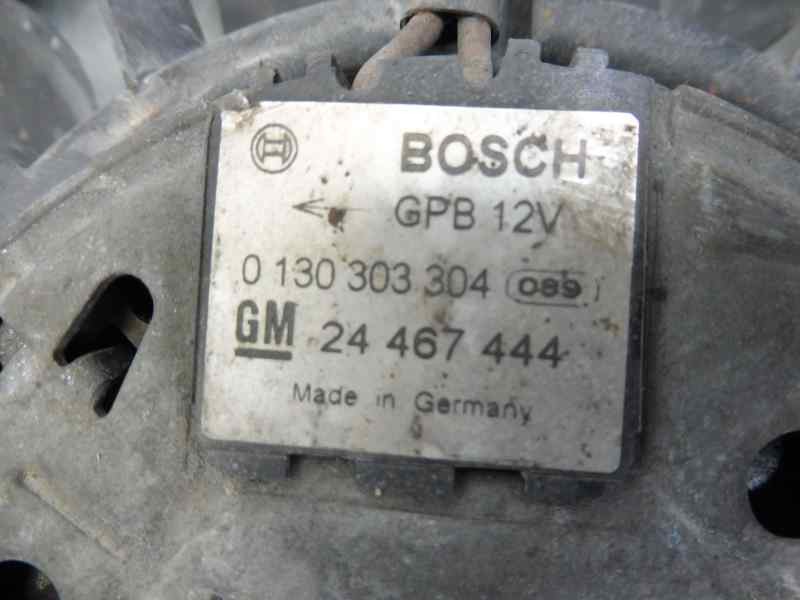 BOSCH
GPB 12V
0 130 303 304 089
GM 24 467 444
Made in Germany